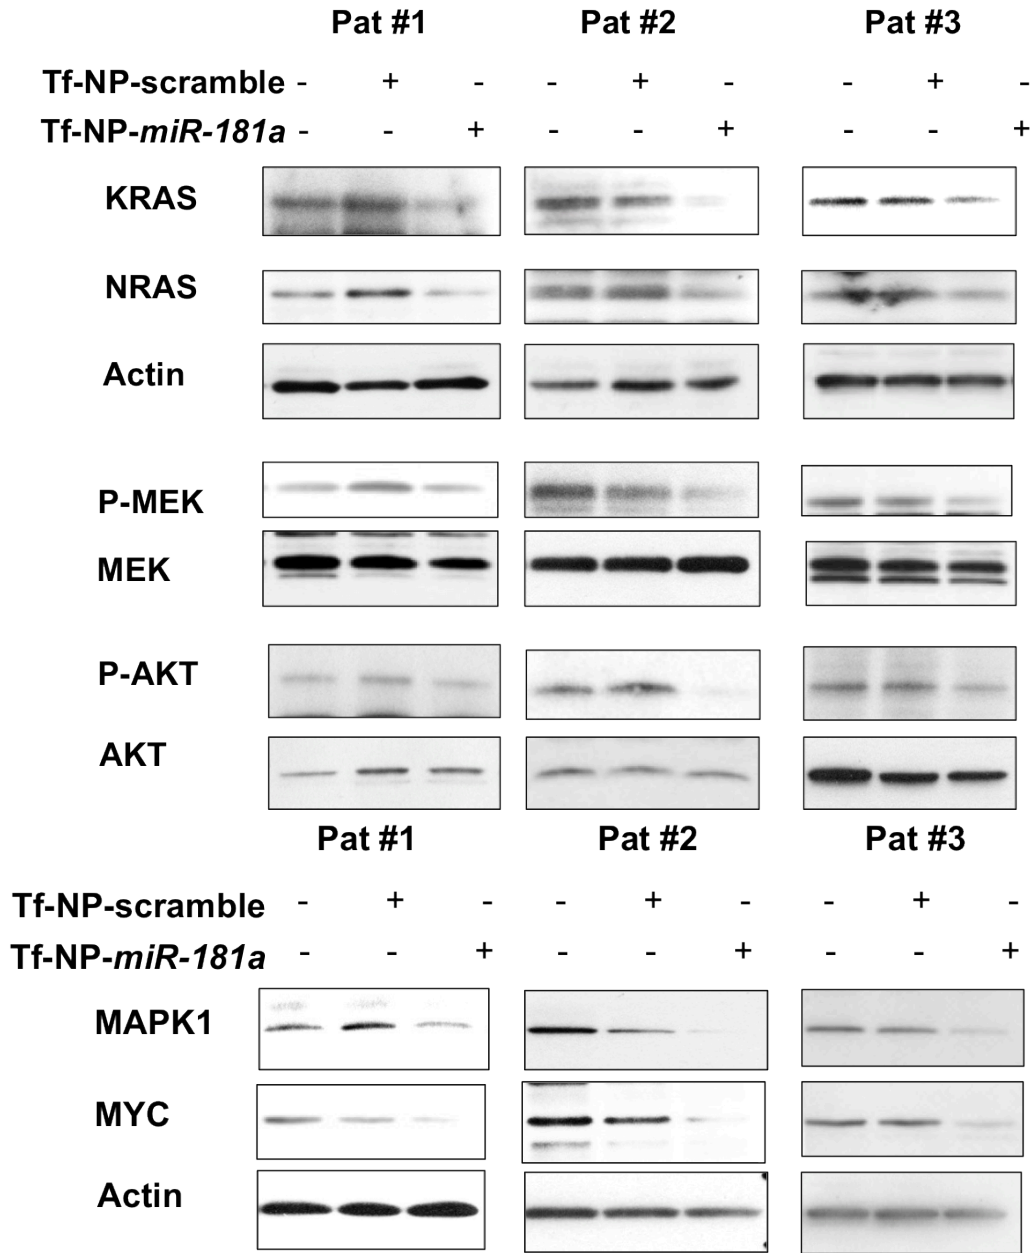 Pat #1 Pat #2 Pat #3
Tf-NP-scramble - + - - + - - + -
Tf-NP-miR-181a - - + - - + - - +
KRAS
NRAS
Actin
P-MEK
MEK
P-AKT
AKT
Pat #1 Pat #2 Pat #3
Tf-NP-scramble - + - - + - - + -
Tf-NP-miR-181a - - + - - + - - +
MAPK1
MYC
Actin